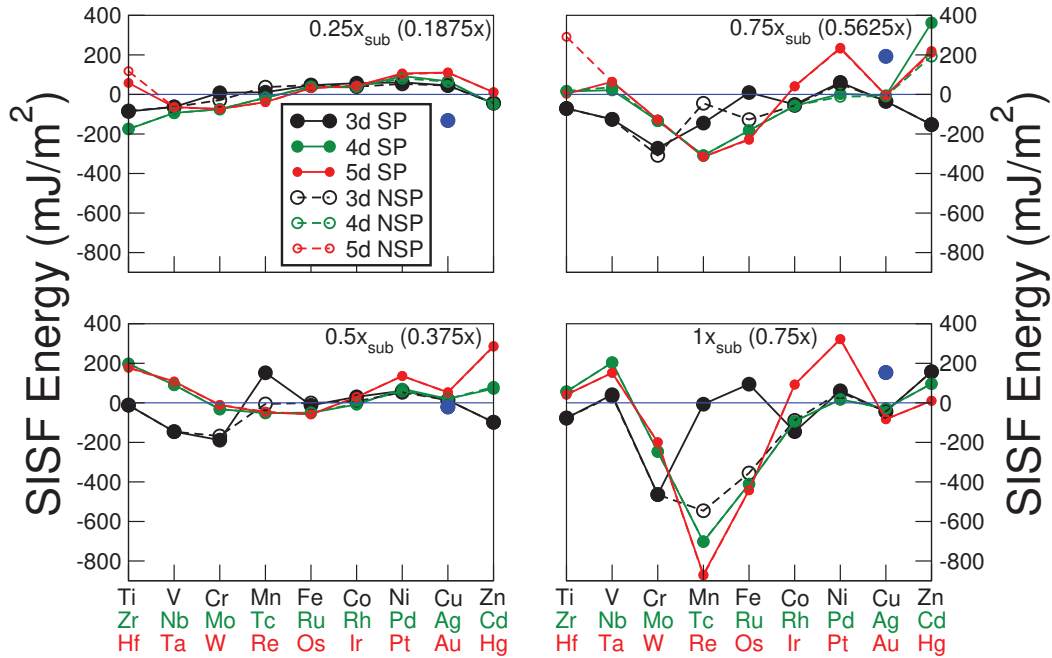 400
200
0
-200
-400
-600
-800
0.25x_sub (0.1875x)
3d SP
4d SP
5d SP
3d NSP
4d NSP
5d NSP
0.75x_sub (0.5625x)
400
200
0
-200
-400
-600
-800
SISF Energy (mJ/m²)
SISF Energy (mJ/m²)
400
200
0
-200
-400
-600
-800
0.5x_sub (0.375x)
1x_sub (0.75x)
400
200
0
-200
-400
-600
-800
Ti V Cr Mn Fe Co Ni Cu Zn
Zr Nb Mo Tc Ru Rh Pd Ag Cd
Hf Ta W Re Os Ir Pt Au Hg
Ti V Cr Mn Fe Co Ni Cu Zn
Zr Nb Mo Tc Ru Rh Pd Ag Cd
Hf Ta W Re Os Ir Pt Au Hg